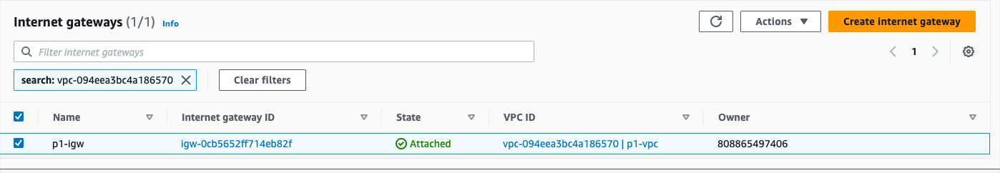 Internet gateways (1/1) Info
Actions
Create internet gateway
Filter internet gateways
1
search: vpc-094eea3bc4a186570
Clear filters
Name Internet gateway ID State VPC ID Owner
p1-igw igw-0cb5652ff714eb82f Attached vpc-094eea3bc4a186570 | p1-vpc 808865497406